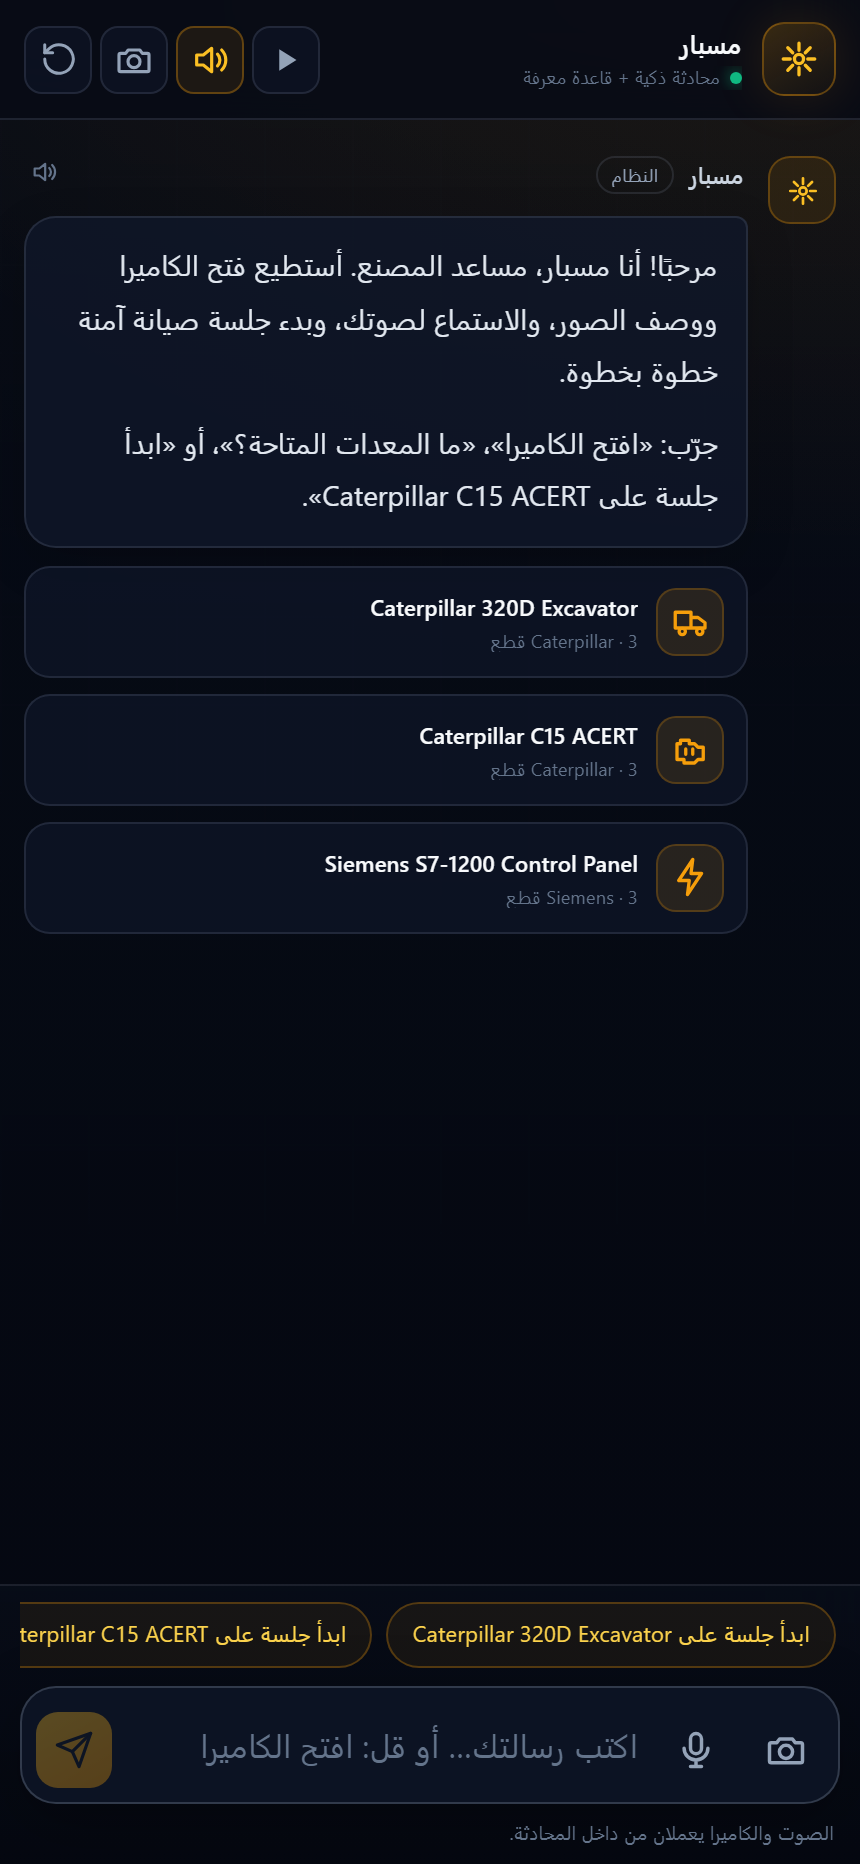 مسبار
محادثة ذكية + قاعدة معرفة
مسبار
النظام
مرحبًا! أنا مسبار، مساعد المصنع. أستطيع فتح الكاميرا
ووصف الصور، والاستماع لصوتك، وبدء جلسة صيانة آمنة
خطوة بخطوة.
جرّب: «افتح الكاميرا»، «ما المعدات المتاحة؟»، أو «ابدأ
جلسة على Caterpillar C15 ACERT».
Caterpillar 320D Excavator
Caterpillar · 3 قطع
Caterpillar C15 ACERT
Caterpillar · 3 قطع
Siemens S7-1200 Control Panel
Siemens · 3 قطع
ابدأ جلسة على Caterpillar 320D Excavator
ابدأ جلسة على terpillar C15 ACERT
اكتب رسالتك... أو قل: افتح الكاميرا
الصوت والكاميرا يعملان من داخل المحادثة.